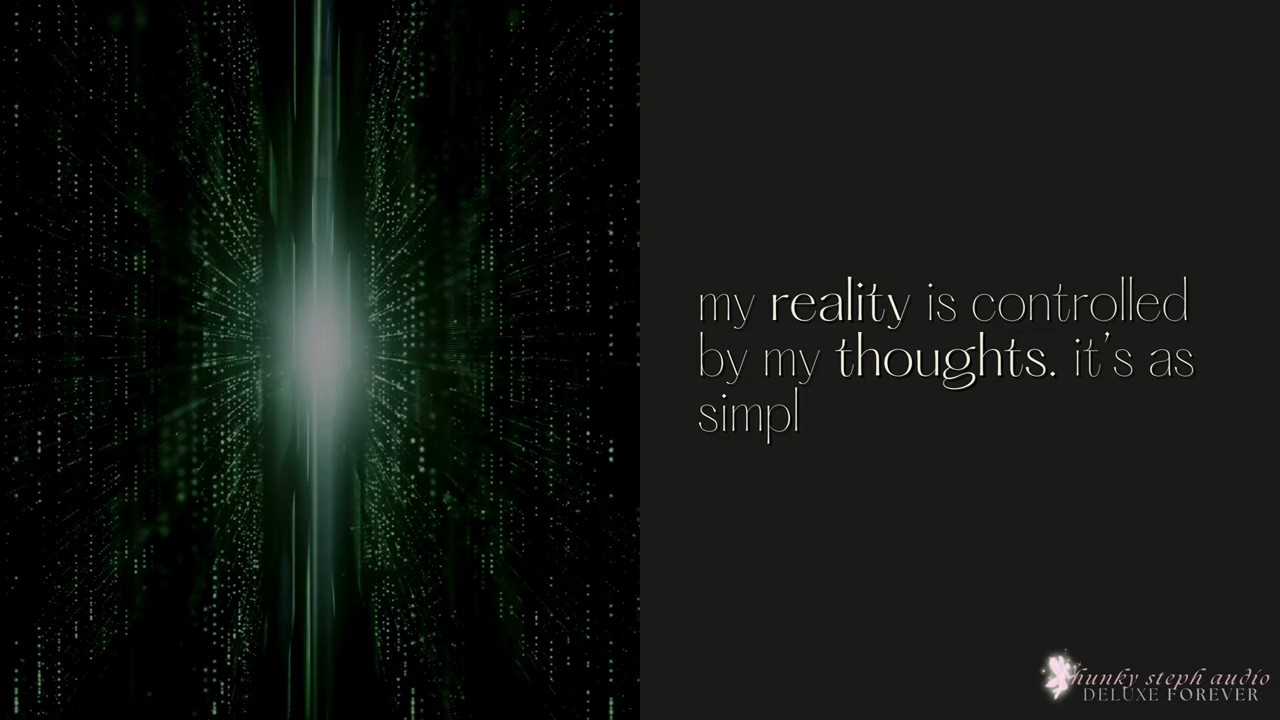 my reality is controlled
by my thoughts. it's as
simpl
hunky steph audio
DELUXE FOREVER